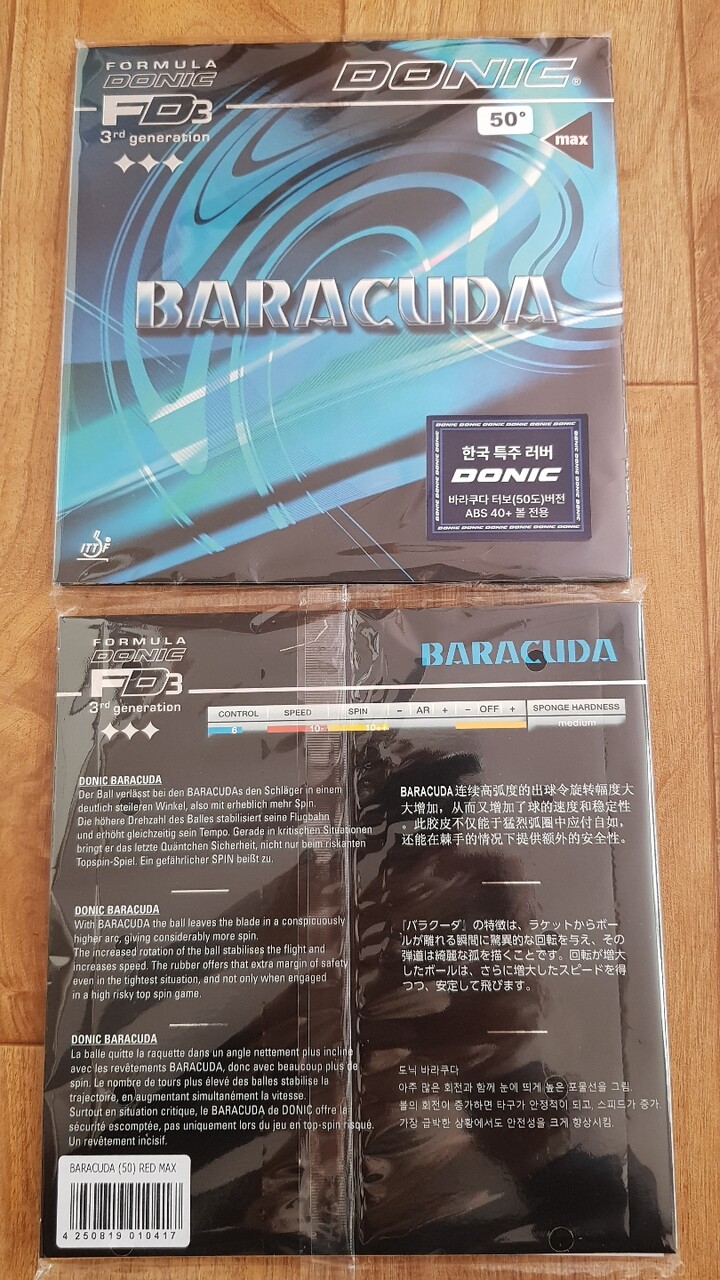 FORMULA
DONIC
FD3
3rd generation
DONIC®
50°
max
BARACUDA
DONIC DONIC DONIC DONIC DONIC DONIC
한국 특주 러버
DONIC
바라쿠다 터보(50도)버전
ABS 40+ 볼 전용
DONIC DONIC DONIC DONIC DONIC DONIC
ITTF
FORMULA
DONIC
FD3
3rd generation
BARACUDA
CONTROL SPEED SPIN – AR + – OFF + SPONGE HARDNESS
6 10- 10++ medium
DONIC BARACUDA
Der Ball verlässt bei den BARACUDAs den Schläger in einem
deutlich steileren Winkel, also mit erheblich mehr Spin.
Die höhere Drehzahl des Balles stabilisiert seine Flugbahn
und erhöht gleichzeitig sein Tempo. Gerade in kritischen Situationen
bringt er das letzte Quäntchen Sicherheit, nicht nur beim riskanten
Topspin-Spiel. Ein gefährlicher SPIN beißt zu.
DONIC BARACUDA
With BARACUDA the ball leaves the blade in a conspicuously
higher arc, giving considerably more spin.
The increased rotation of the ball stabilises the flight and
increases speed. The rubber offers that extra margin of safety
even in the tightest situation, and not only when engaged
in a high risky top spin game.
DONIC BARACUDA
La balle quitte la raquette dans un angle nettement plus incliné
avec les revêtements BARACUDA, donc avec beaucoup plus de
spin. Le nombre de tours plus élevé des balles stabilise la
trajectoire, en augmentant simultanément la vitesse.
Surtout en situation critique, le BARACUDA de DONIC offre la
sécurité escomptée, pas uniquement lors du jeu en top-spin risqué.
Un revêtement incisif.
BARACUDA连续高弧度的出球令旋转幅度大
大增加，从而又增加了球的速度和稳定性
。此胶皮不仅能于猛烈弧圈中应付自如，
还能在棘手的情况下提供额外的安全性。
『バラクーダ』の特徴は、ラケットからボー
ルが離れる瞬間に驚異的な回転を与え、その
弾道は綺麗な弧を描くことです。回転が増大
したボールは、さらに増大したスピードを得
つつ、安定して飛びます。
도닉 바라쿠다
아주 많은 회전과 함께 눈에 띄게 높은 포물선을 그림.
볼의 회전이 증가하면 타구가 안정적이 되고, 스피드가 증가.
가장 급박한 상황에서도 안전성을 크게 향상시킴.
BARACUDA (50) RED MAX
4 250819 010417